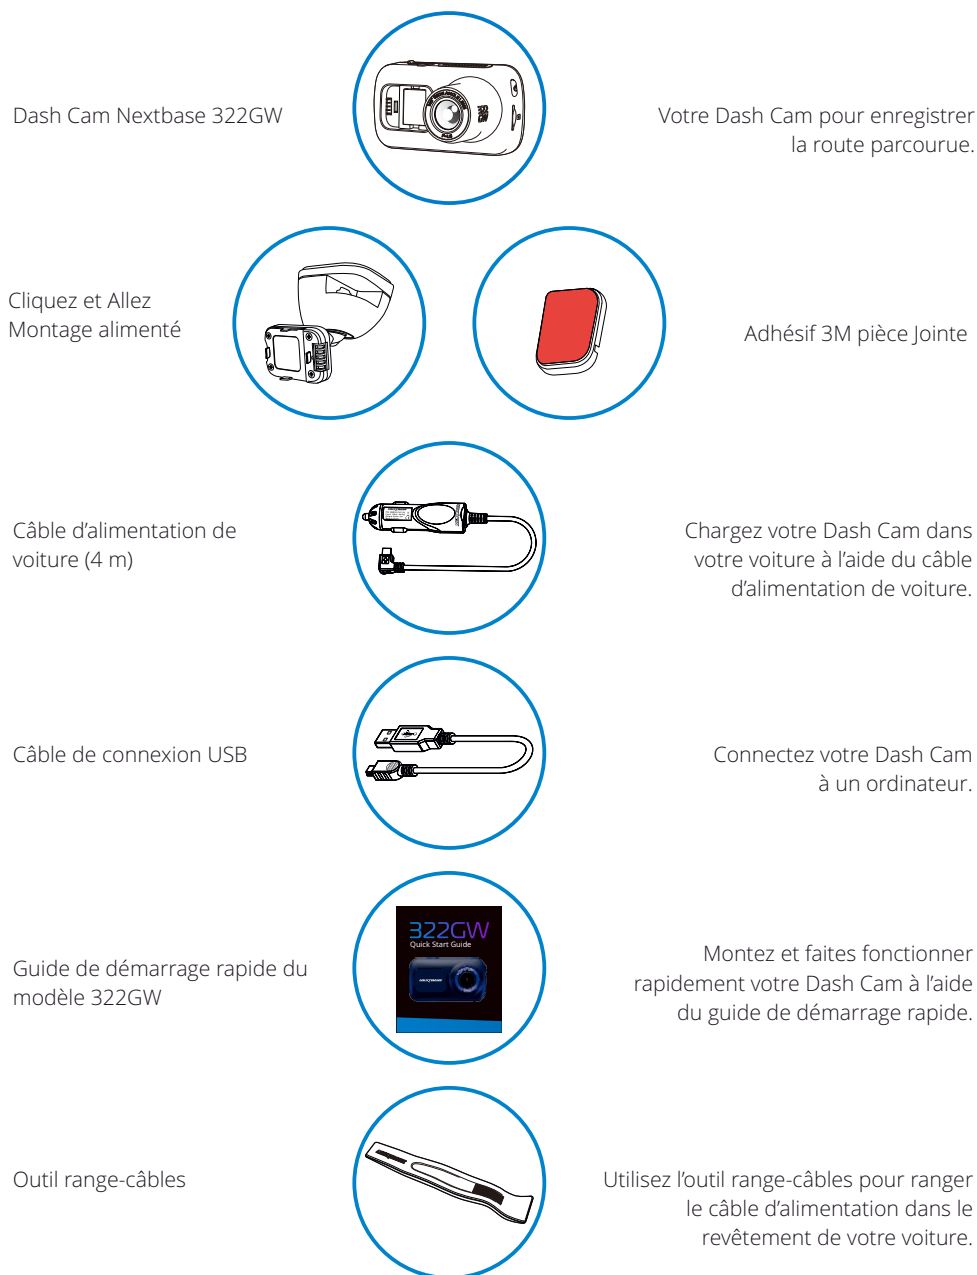 Dash Cam Nextbase 322GW
Votre Dash Cam pour enregistrer
la route parcourue.
Cliquez et Allez
Montage alimenté
Adhésif 3M pièce Jointe
Câble d’alimentation de
voiture (4 m)
Chargez votre Dash Cam dans
votre voiture à l’aide du câble
d’alimentation de voiture.
Câble de connexion USB
Connectez votre Dash Cam
à un ordinateur.
322GW
Quick Start Guide
Guide de démarrage rapide du
modèle 322GW
Montez et faites fonctionner
rapidement votre Dash Cam à l’aide
du guide de démarrage rapide.
Outil range-câbles
Utilisez l’outil range-câbles pour ranger
le câble d’alimentation dans le
revêtement de votre voiture.